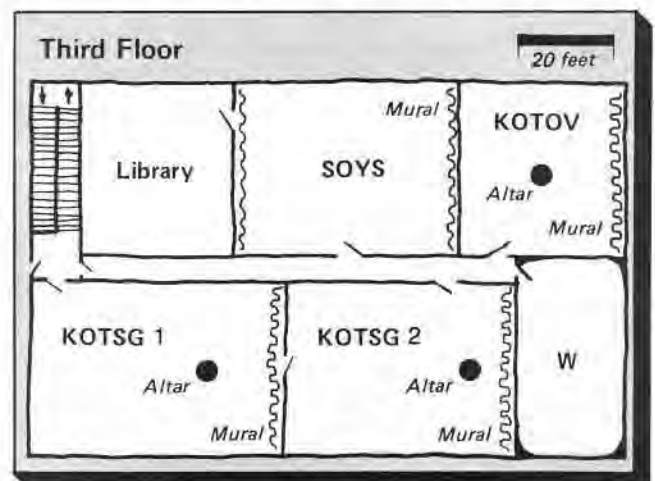 Third Floor
20 feet
Mural
KOTOV
Library
SOYS
Altar
Mural
KOTSG 1
KOTSG 2
W
Altar
Altar
Mural
Mural